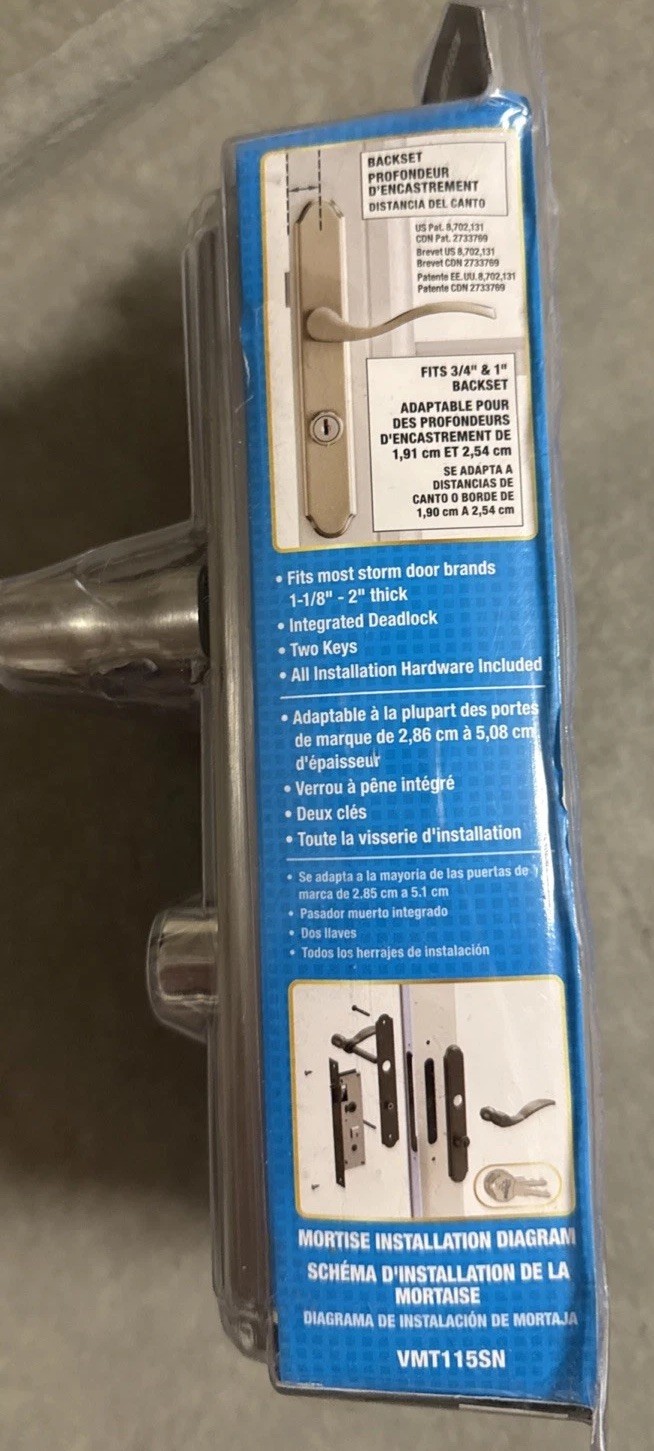 BACKSET
PROFONDEUR
D'ENCASTREMENT
DISTANCIA DEL CANTO
US Pat. 8,702,131
CDN Pat. 2733769
Brevet US 8,702,131
Brevet CDN 2733769
Patente EE.UU. 8,702,131
Patente CDN 2733769
FITS 3/4" & 1"
BACKSET
ADAPTABLE POUR
DES PROFONDEURS
D'ENCASTREMENT DE
1,91 cm ET 2,54 cm
SE ADAPTA A
DISTANCIAS DE
CANTO O BORDE DE
1,90 cm A 2,54 cm
• Fits most storm door brands
1-1/8" - 2" thick
• Integrated Deadlock
• Two Keys
• All Installation Hardware Included
• Adaptable à la plupart des portes
de marque de 2,86 cm à 5,08 cm
d'épaisseur
• Verrou à pêne intégré
• Deux clés
• Toute la visserie d'installation
• Se adapta a la mayoria de las puertas de
marca de 2.85 cm a 5.1 cm
• Pasador muerto integrado
• Dos llaves
• Todos los herrajes de instalación
MORTISE INSTALLATION DIAGRAM
SCHÉMA D'INSTALLATION DE LA
MORTAISE
DIAGRAMA DE INSTALACIÓN DE MORTAJA
VMT115SN